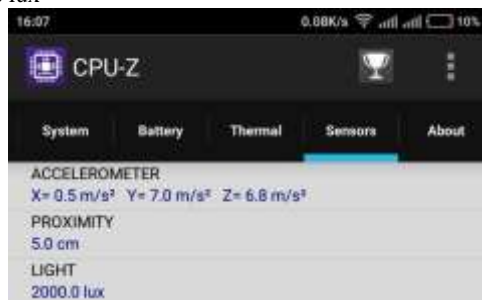 16:07 0.08K/s 10%
CPU-Z
System Battery Thermal Sensors About
ACCELEROMETER
X= 0.5 m/s² Y= 7.0 m/s² Z= 6.8 m/s²
PROXIMITY
5.0 cm
LIGHT
2000.0 lux